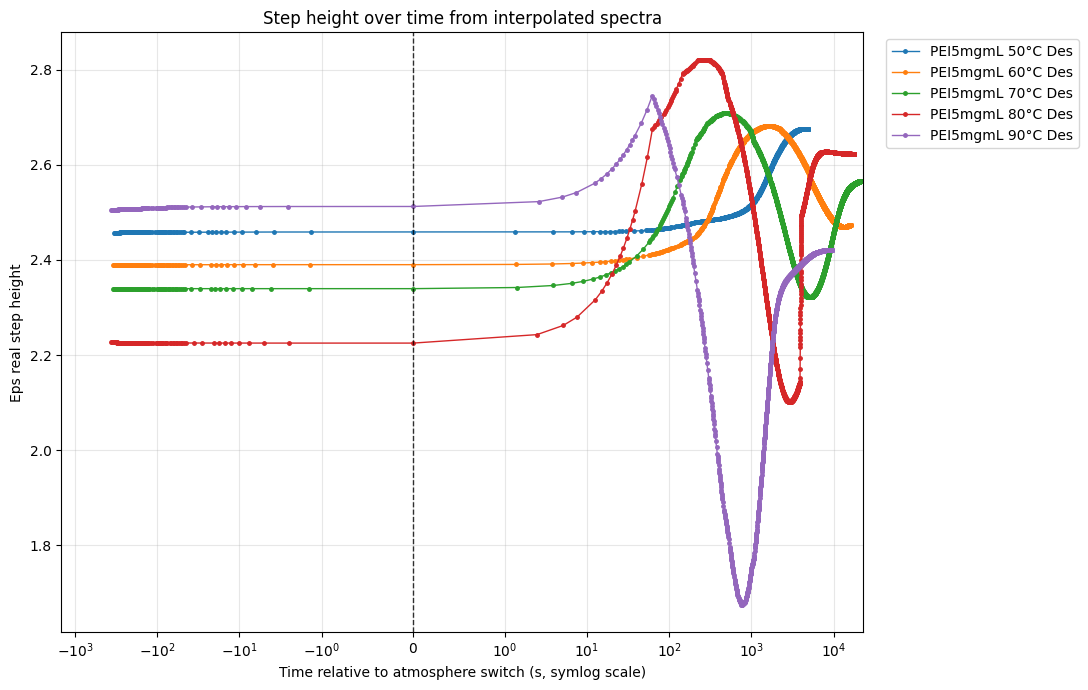 Step height over time from interpolated spectra
PEI5mgmL 50°C Des
PEI5mgmL 60°C Des
PEI5mgmL 70°C Des
PEI5mgmL 80°C Des
PEI5mgmL 90°C Des
Eps real step height
2.8
2.6
2.4
2.2
2.0
1.8
−10³ −10² −10¹ −10⁰ 0 10⁰ 10¹ 10² 10³ 10⁴
Time relative to atmosphere switch (s, symlog scale)